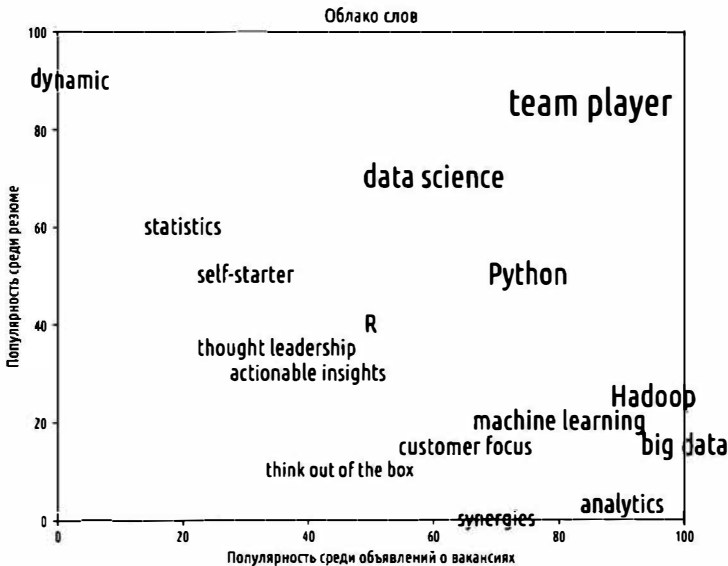 Облако слов
100
dynamic
team player
80
data science
60
statistics
self-starter
Python
40
R
thought leadership
actionable insights
Hadoop
20
machine learning
customer focus
big data
think out of the box
analytics
synergies
0
0 20 40 60 80 100
Популярность среди объявлений о вакансиях
Популярность среди резюме